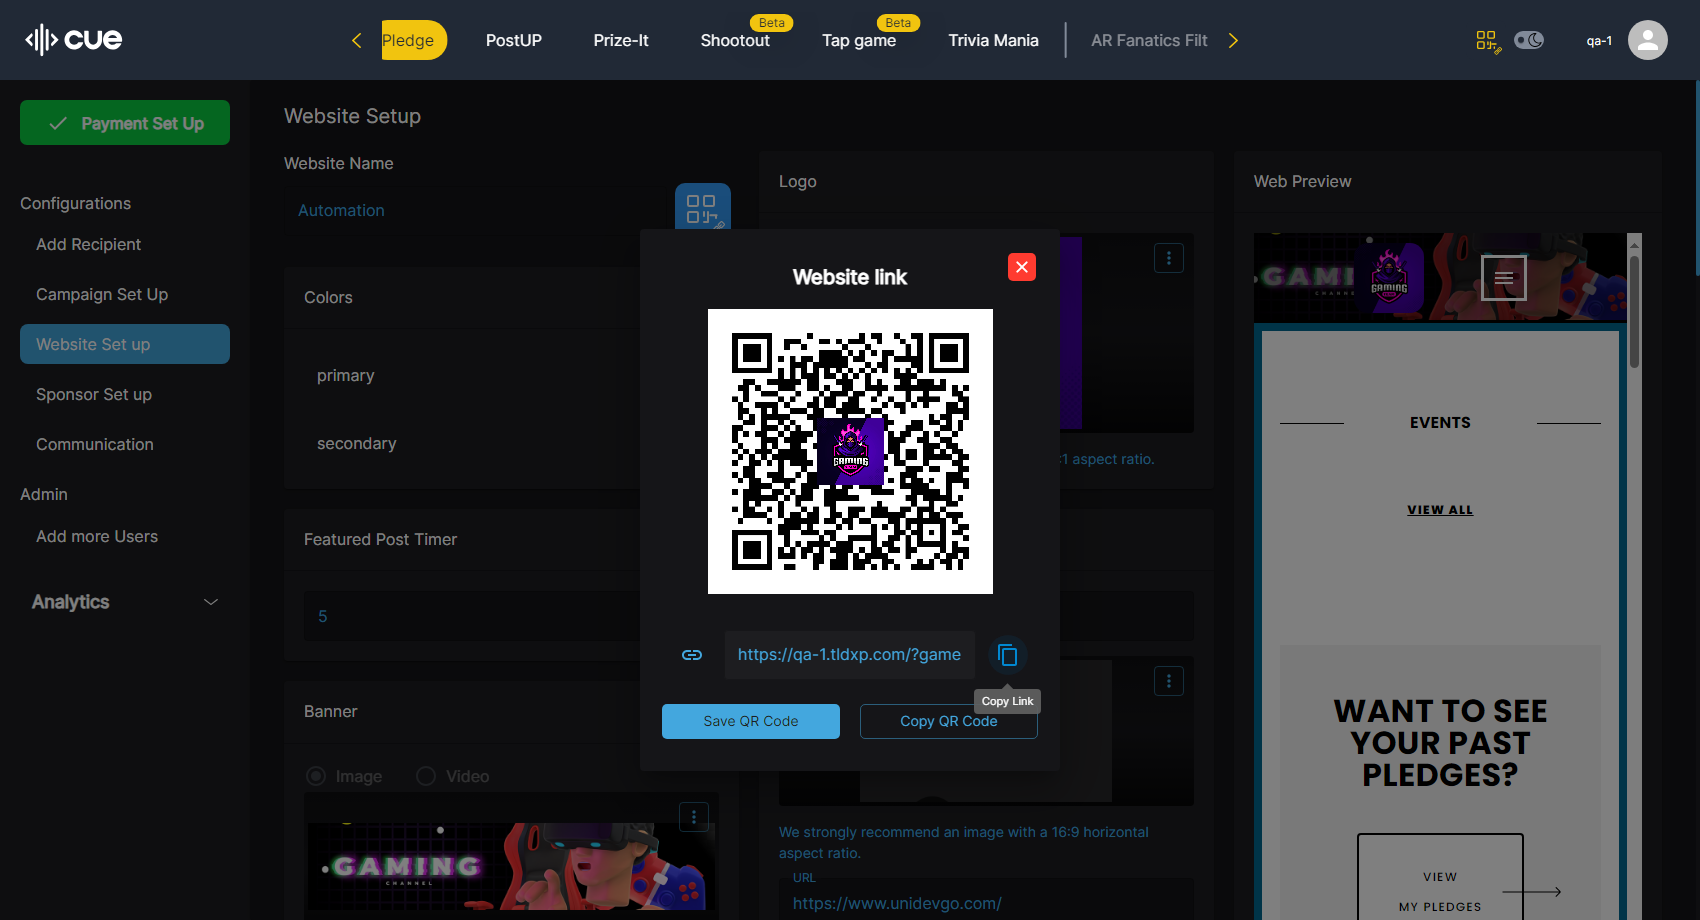 cue
Pledge
PostUP
Prize-It
Shootout
Beta
Tap game
Beta
Trivia Mania
AR Fanatics Filt
qa-1
Payment Set Up
Configurations
Add Recipient
Campaign Set Up
Website Set up
Sponsor Set up
Communication
Admin
Add more Users
Analytics
Website Setup
Website Name
Automation
Colors
primary
secondary
Featured Post Timer
5
Banner
Image
Video
GAMING
CHANNEL
Logo
:1 aspect ratio.
We strongly recommend an image with a 16:9 horizontal
aspect ratio.
URL
https://www.unidevgo.com/
Website link
GAMING
https://qa-1.tldxp.com/?game
Copy Link
Save QR Code
Copy QR Code
Web Preview
GAMING
CHANNEL
GAMING
EVENTS
VIEW ALL
WANT TO SEE
YOUR PAST
PLEDGES?
VIEW
MY PLEDGES